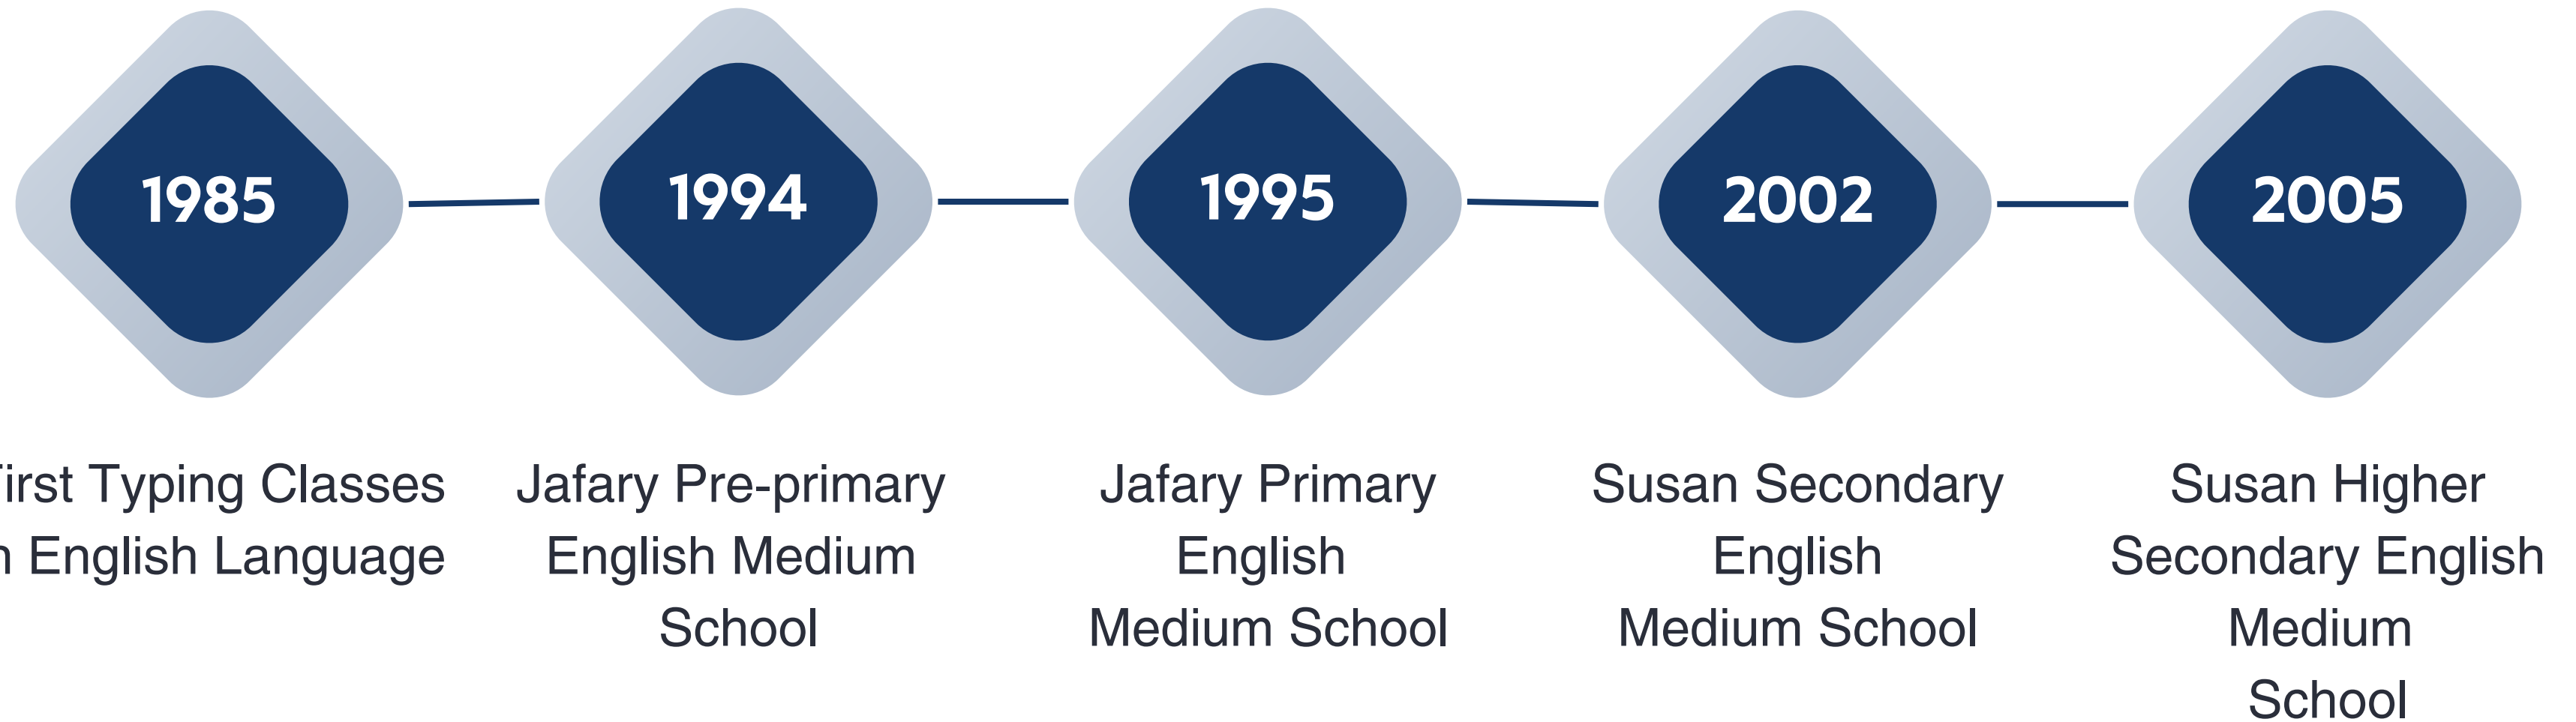 1985
1994
1995
2002
2005
First Typing Classes
n English Language
Jafary Pre-primary
English Medium
School
Jafary Primary
English
Medium School
Susan Secondary
English
Medium School
Susan Higher
Secondary English
Medium
School